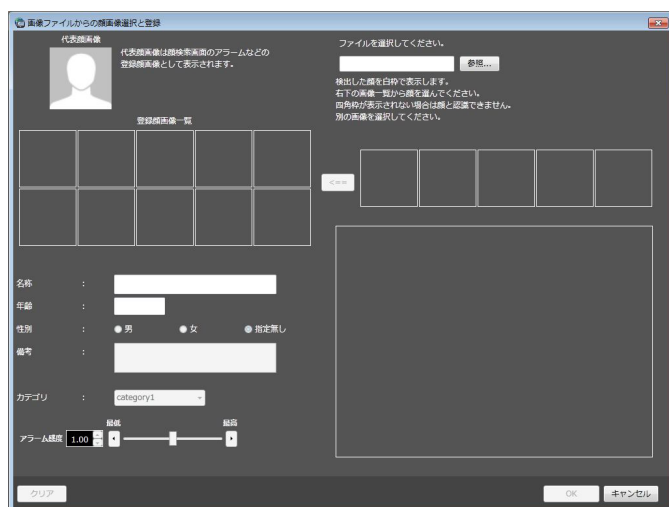 画像ファイルからの顔画像選択と登録
代表顔画像
代表顔画像は顔検索画面のアラームなどの
登録顔画像として表示されます。
登録顔画像一覧
ファイルを選択してください。
参照...
検出した顔を白枠で表示します。
右下の画像一覧から顔を選んでください。
四角枠が表示されない場合は顔と認識できません。
別の画像を選択してください。
<==
名称 :
年齢 :
性別 : 男 女 指定無し
備考 :
カテゴリ : category1
最低 最高
アラーム感度 1.00
クリア
OK キャンセル